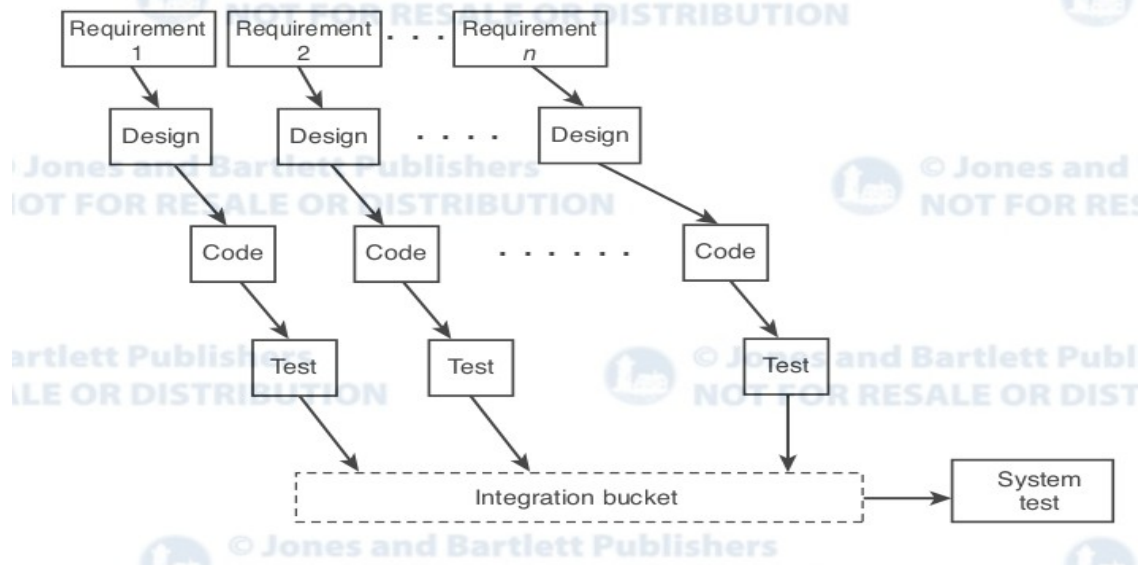 NOT FOR RESALE OR DISTRIBUTION
Requirement
1
Requirement
2
. . .
Requirement
n
Design
Design
. . . .
Design
Jones and Bartlett Publishers
© Jones and
OT FOR RESALE OR DISTRIBUTION
NOT FOR RES
Code
Code
. . . . . .
Code
artlett Publishers
© Jones and Bartlett Publ
Test
Test
Test
ALE OR DISTRIBUTION
NOT FOR RESALE OR DIST
Integration bucket
System
test
© Jones and Bartlett Publishers